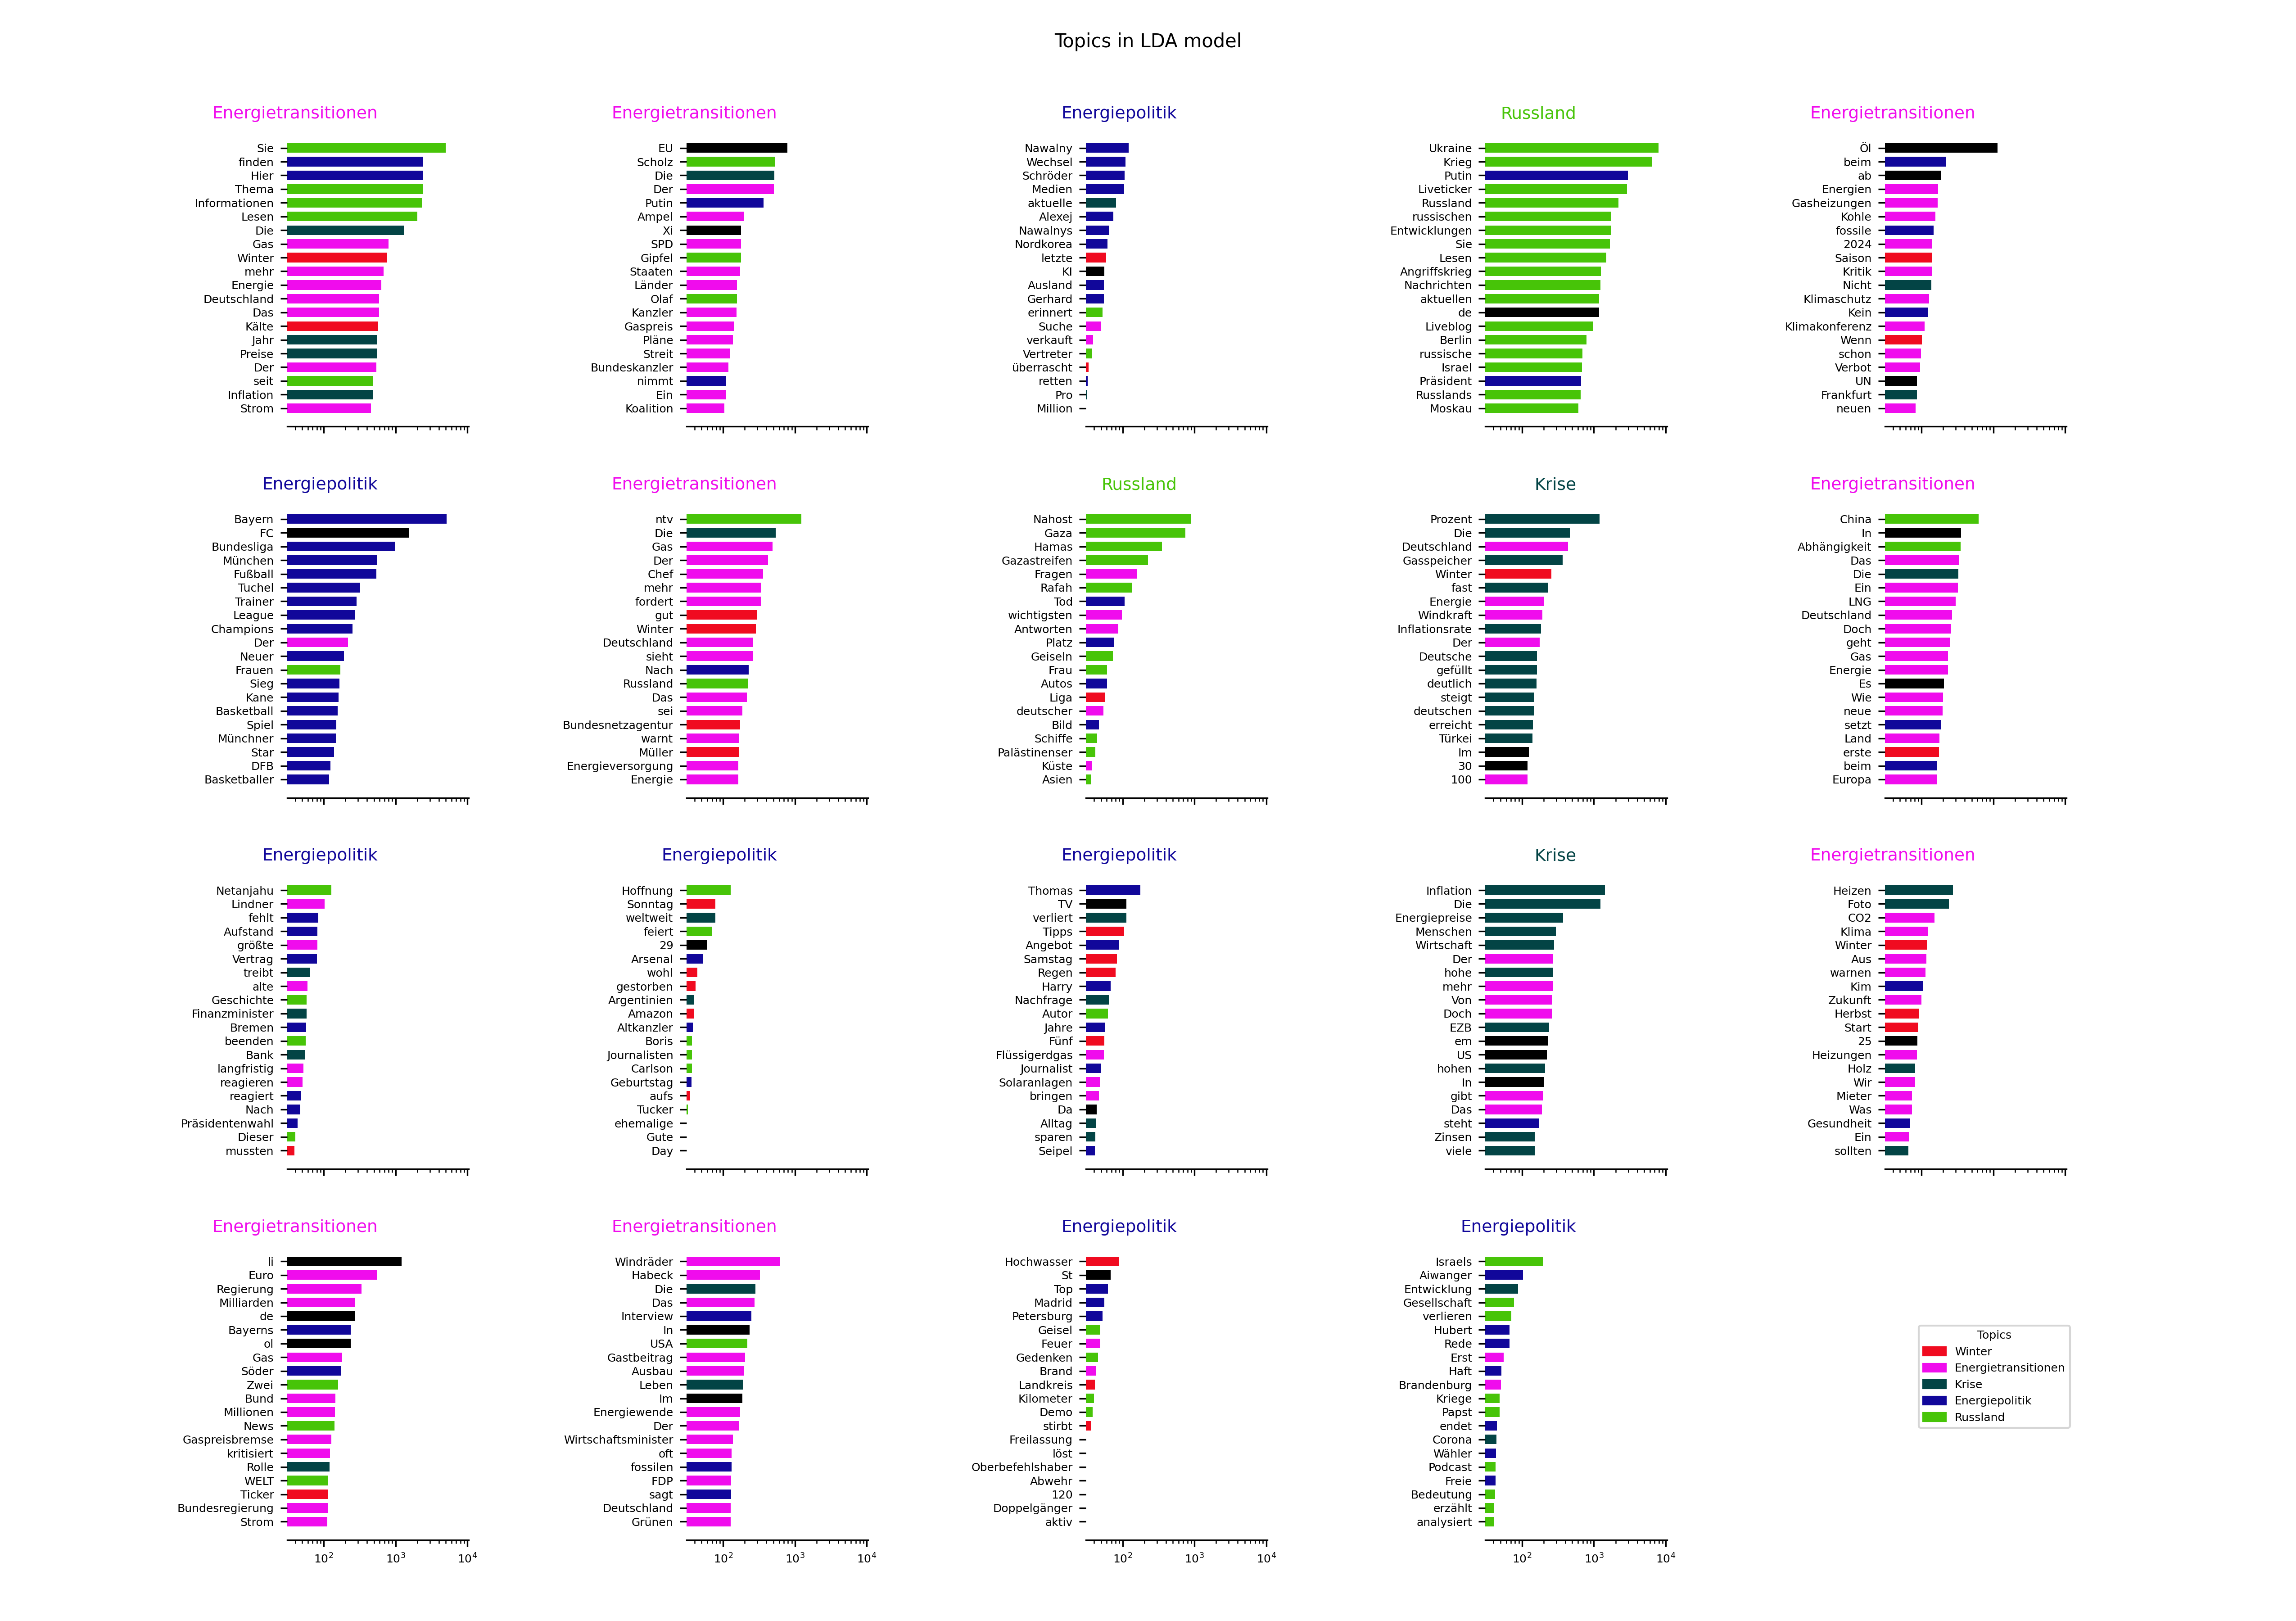 Topics in LDA model
Energietransitionen
Sie
finden
Hier
Thema
Informationen
Lesen
Die
Gas
Winter
mehr
Energie
Deutschland
Das
Kälte
Jahr
Preise
Der
seit
Inflation
Strom
Energietransitionen
EU
Scholz
Die
Der
Putin
Ampel
Xi
SPD
Gipfel
Staaten
Länder
Olaf
Kanzler
Gaspreis
Pläne
Streit
Bundeskanzler
nimmt
Ein
Koalition
Energiepolitik
Nawalny
Wechsel
Schröder
Medien
aktuelle
Alexej
Nawalnys
Nordkorea
letzte
KI
Ausland
Gerhard
erinnert
Suche
verkauft
Vertreter
überrascht
retten
Pro
Million
Russland
Ukraine
Krieg
Putin
Liveticker
Russland
russischen
Entwicklungen
Sie
Lesen
Angriffskrieg
Nachrichten
aktuellen
de
Liveblog
Berlin
russische
Israel
Präsident
Russlands
Moskau
Energietransitionen
Öl
beim
ab
Energien
Gasheizungen
Kohle
fossile
2024
Saison
Kritik
Nicht
Klimaschutz
Kein
Klimakonferenz
Wenn
schon
Verbot
UN
Frankfurt
neuen
Energiepolitik
Bayern
FC
Bundesliga
München
Fußball
Tuchel
Trainer
League
Champions
Der
Neuer
Frauen
Sieg
Kane
Basketball
Spiel
Münchner
Star
DFB
Basketballer
Energietransitionen
ntv
Die
Gas
Der
Chef
mehr
fordert
gut
Winter
Deutschland
sieht
Nach
Russland
Das
sei
Bundesnetzagentur
warnt
Müller
Energieversorgung
Energie
Russland
Nahost
Gaza
Hamas
Gazastreifen
Fragen
Rafah
Tod
wichtigsten
Antworten
Platz
Geiseln
Frau
Autos
Liga
deutscher
Bild
Schiffe
Palästinenser
Küste
Asien
Krise
Prozent
Die
Deutschland
Gasspeicher
Winter
fast
Energie
Windkraft
Inflationsrate
Der
Deutsche
gefüllt
deutlich
steigt
deutschen
erreicht
Türkei
Im
30
100
Energietransitionen
China
In
Abhängigkeit
Das
Die
Ein
LNG
Deutschland
Doch
geht
Gas
Energie
Es
Wie
neue
setzt
Land
erste
beim
Europa
Energiepolitik
Netanjahu
Lindner
fehlt
Aufstand
größte
Vertrag
treibt
alte
Geschichte
Finanzminister
Bremen
beenden
Bank
langfristig
reagieren
reagiert
Nach
Präsidentenwahl
Dieser
mussten
Energiepolitik
Hoffnung
Sonntag
weltweit
feiert
29
Arsenal
wohl
gestorben
Argentinien
Amazon
Altkanzler
Boris
Journalisten
Carlson
Geburtstag
aufs
Tucker
ehemalige
Gute
Day
Energiepolitik
Thomas
TV
verliert
Tipps
Angebot
Samstag
Regen
Harry
Nachfrage
Autor
Jahre
Fünf
Flüssigerdgas
Journalist
Solaranlagen
bringen
Da
Alltag
sparen
Seipel
Krise
Inflation
Die
Energiepreise
Menschen
Wirtschaft
Der
hohe
mehr
Von
Doch
EZB
em
US
hohen
In
gibt
Das
steht
Zinsen
viele
Energietransitionen
Heizen
Foto
CO2
Klima
Winter
Aus
warnen
Kim
Zukunft
Herbst
Start
25
Heizungen
Holz
Wir
Mieter
Was
Gesundheit
Ein
sollten
Energietransitionen
li
Euro
Regierung
Milliarden
de
Bayerns
ol
Gas
Söder
Zwei
Bund
Millionen
News
Gaspreisbremse
kritisiert
Rolle
WELT
Ticker
Bundesregierung
Strom
10² 10³ 10⁴
Energietransitionen
Windräder
Habeck
Die
Das
Interview
In
USA
Gastbeitrag
Ausbau
Leben
Im
Energiewende
Der
Wirtschaftsminister
oft
fossilen
FDP
sagt
Deutschland
Grünen
10² 10³ 10⁴
Energiepolitik
Hochwasser
St
Top
Madrid
Petersburg
Geisel
Feuer
Gedenken
Brand
Landkreis
Kilometer
Demo
stirbt
Freilassung
löst
Oberbefehlshaber
Abwehr
120
Doppelgänger
aktiv
10² 10³ 10⁴
Energiepolitik
Israels
Aiwanger
Entwicklung
Gesellschaft
verlieren
Hubert
Rede
Erst
Haft
Brandenburg
Kriege
Papst
endet
Corona
Wähler
Podcast
Freie
Bedeutung
erzählt
analysiert
10² 10³ 10⁴
Topics
Winter
Energietransitionen
Krise
Energiepolitik
Russland